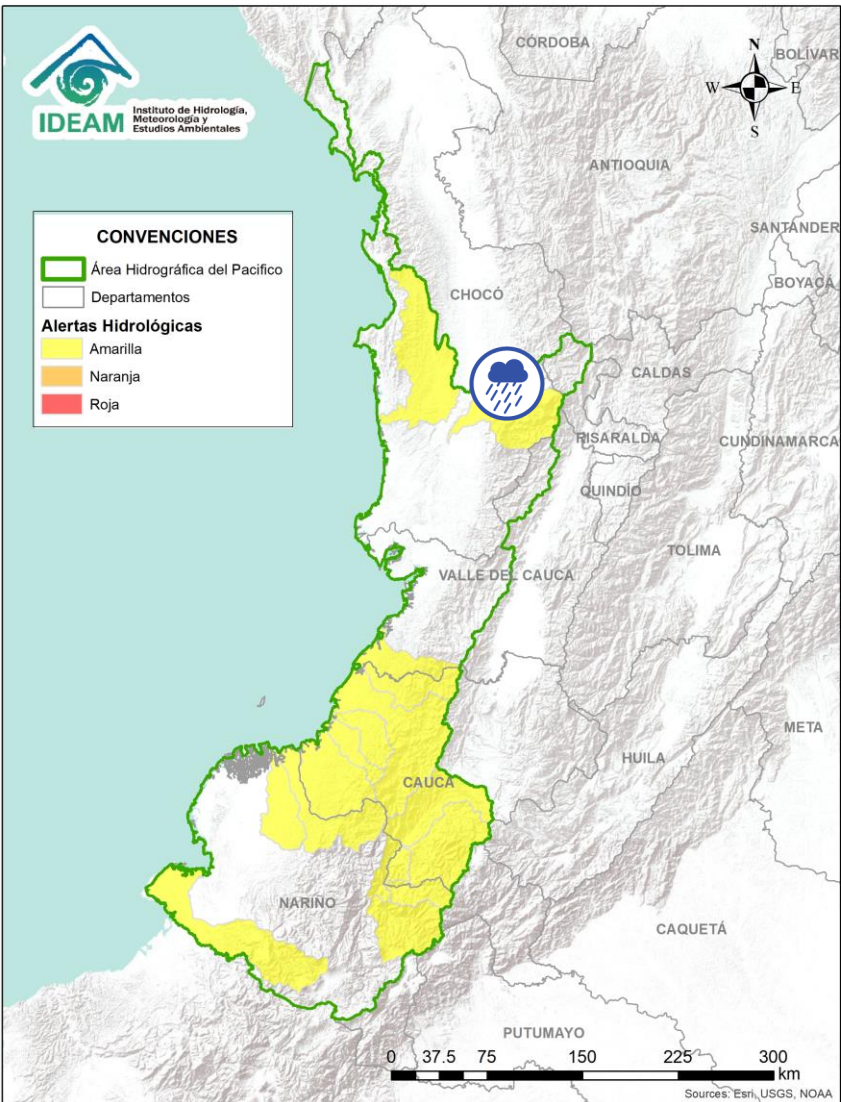 IDEAM
Instituto de Hidrología,
Meteorología y
Estudios Ambientales
CÓRDOBA
N
BOLÍVAR
W
E
S
ANTIOQUIA
SANTANDER
CONVENCIONES
Área Hidrográfica del Pacifico
Departamentos
Alertas Hidrológicas
Amarilla
Naranja
Roja
BOYACÁ
CHOCÓ
CALDAS
RISARALDA
CUNDINAMARCA
QUINDÍO
TOLIMA
VALLE DEL CAUCA
META
HUILA
CAUCA
NARIÑO
CAQUETÁ
PUTUMAYO
0 37.5 75 150 225 300
km
Sources: Esri, USGS, NOAA